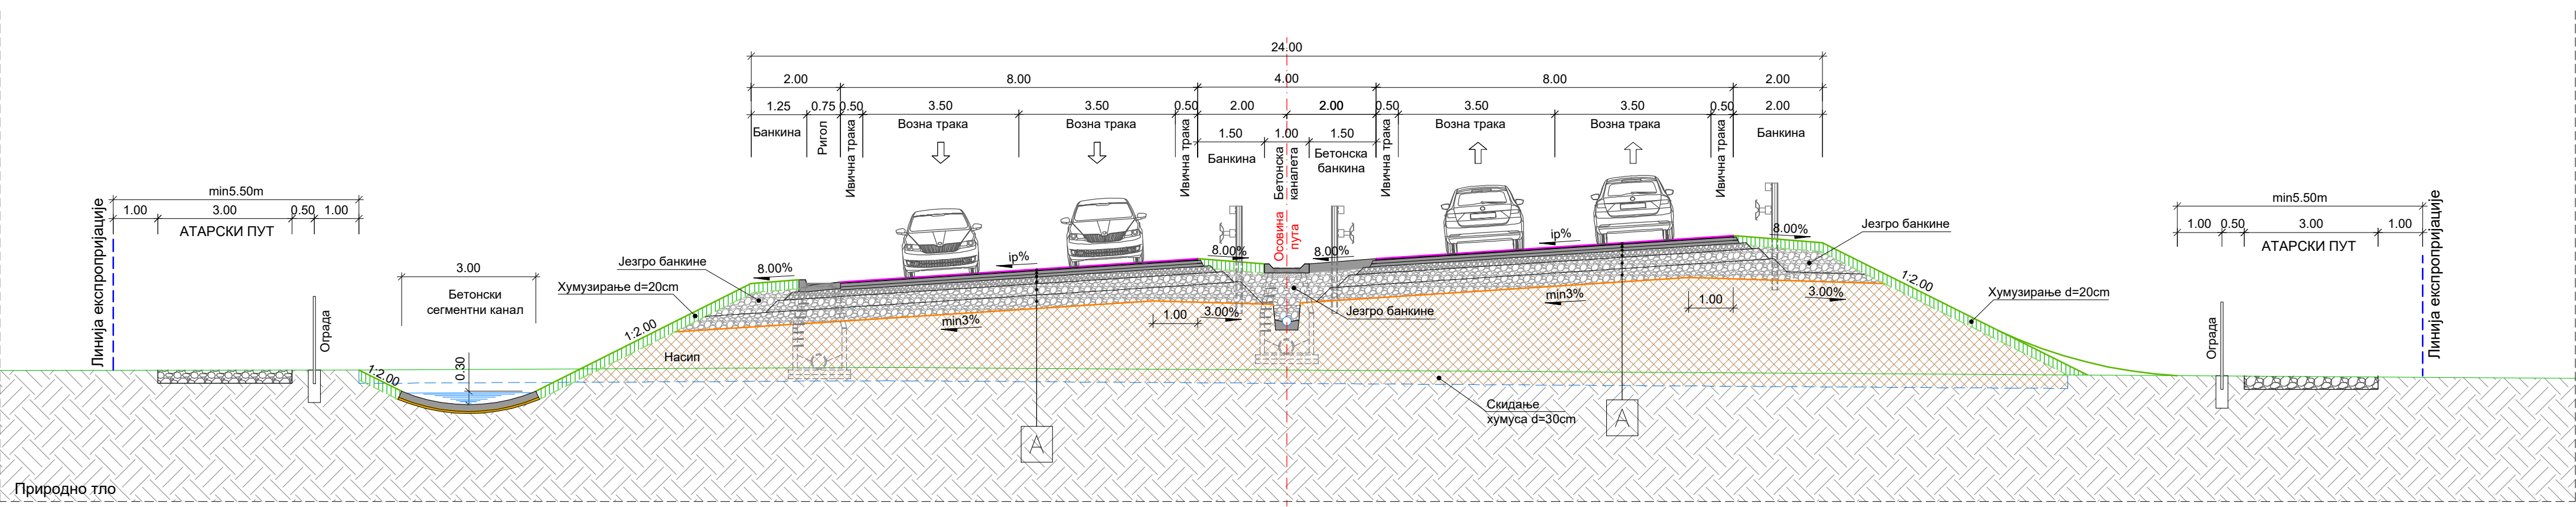 24.00
2.00 8.00 4.00 8.00 2.00
1.25 0.75 0.50 3.50 3.50 0.50 2.00 2.00 0.50 3.50 3.50 0.50 2.00
Банкина
Ригол
Ивична трака
Возна трака
Возна трака
Ивична трака
1.50 1.00 1.50
Банкина
Бетонска
каналета
Бетонска
банкина
Ивична трака
Возна трака
Возна трака
Ивична трака
Банкина
Линија експропријације
min5.50m
1.00 3.00 0.50 1.00
АТАРСКИ ПУТ
Ограда
3.00
Бетонски
сегментни канал
0.30
1:2.00
1:2.00
Језгро банкине
Хумузирање d=20cm
8.00%
ip%
8.00%
Осовина
пута
8.00%
ip%
8.00%
Језгро банкине
1:2.00
Хумузирање d=20cm
min3%
1.00
3.00%
Језгро банкине
min3%
1.00
3.00%
Насип
A
A
Скидање
хумуса d=30cm
min5.50m
1.00 0.50 3.00 1.00
АТАРСКИ ПУТ
Ограда
Линија експропријације
Природно тло